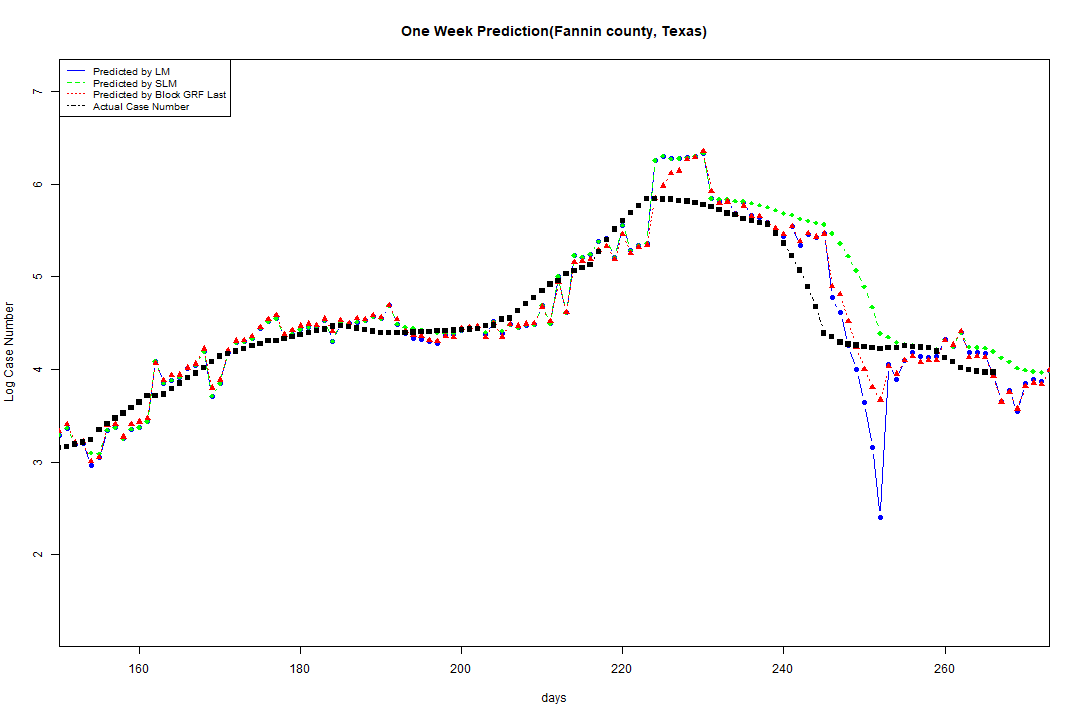 One Week Prediction(Fannin county, Texas)
Predicted by LM
Predicted by SLM
Predicted by Block GRF Last
Actual Case Number
7
6
5
4
3
2
Log Case Number
160 180 200 220 240 260
days